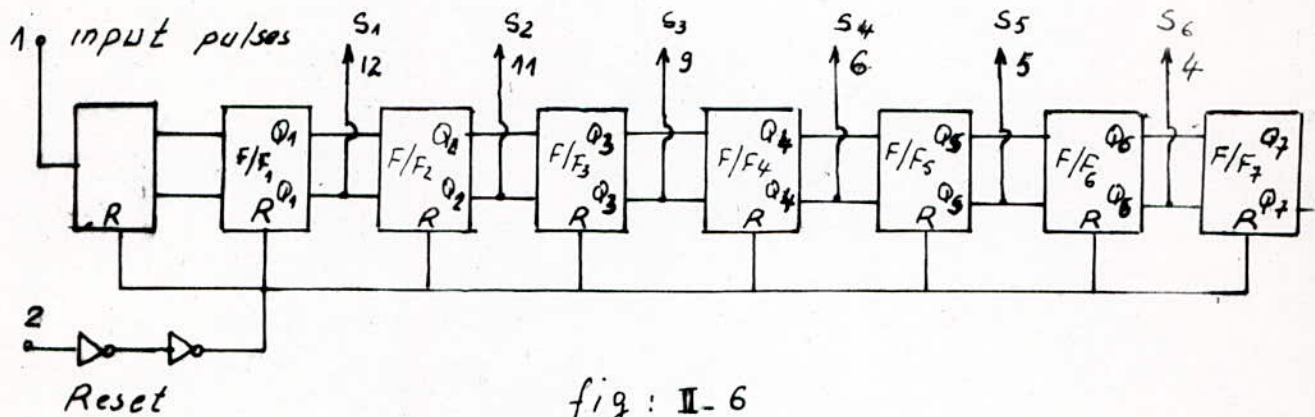 1 input pulses
S1 S2 S3 S4 S5 S6
12 11 9 6 5 4
Q1 Q2 Q3 Q4 Q5 Q6 Q7
F/F1 F/F2 F/F3 F/F4 F/F5 F/F6 F/F7
Q1 Q2 Q3 Q4 Q5 Q6 Q7
R R R R R R R R
2
Reset
fig : II-6